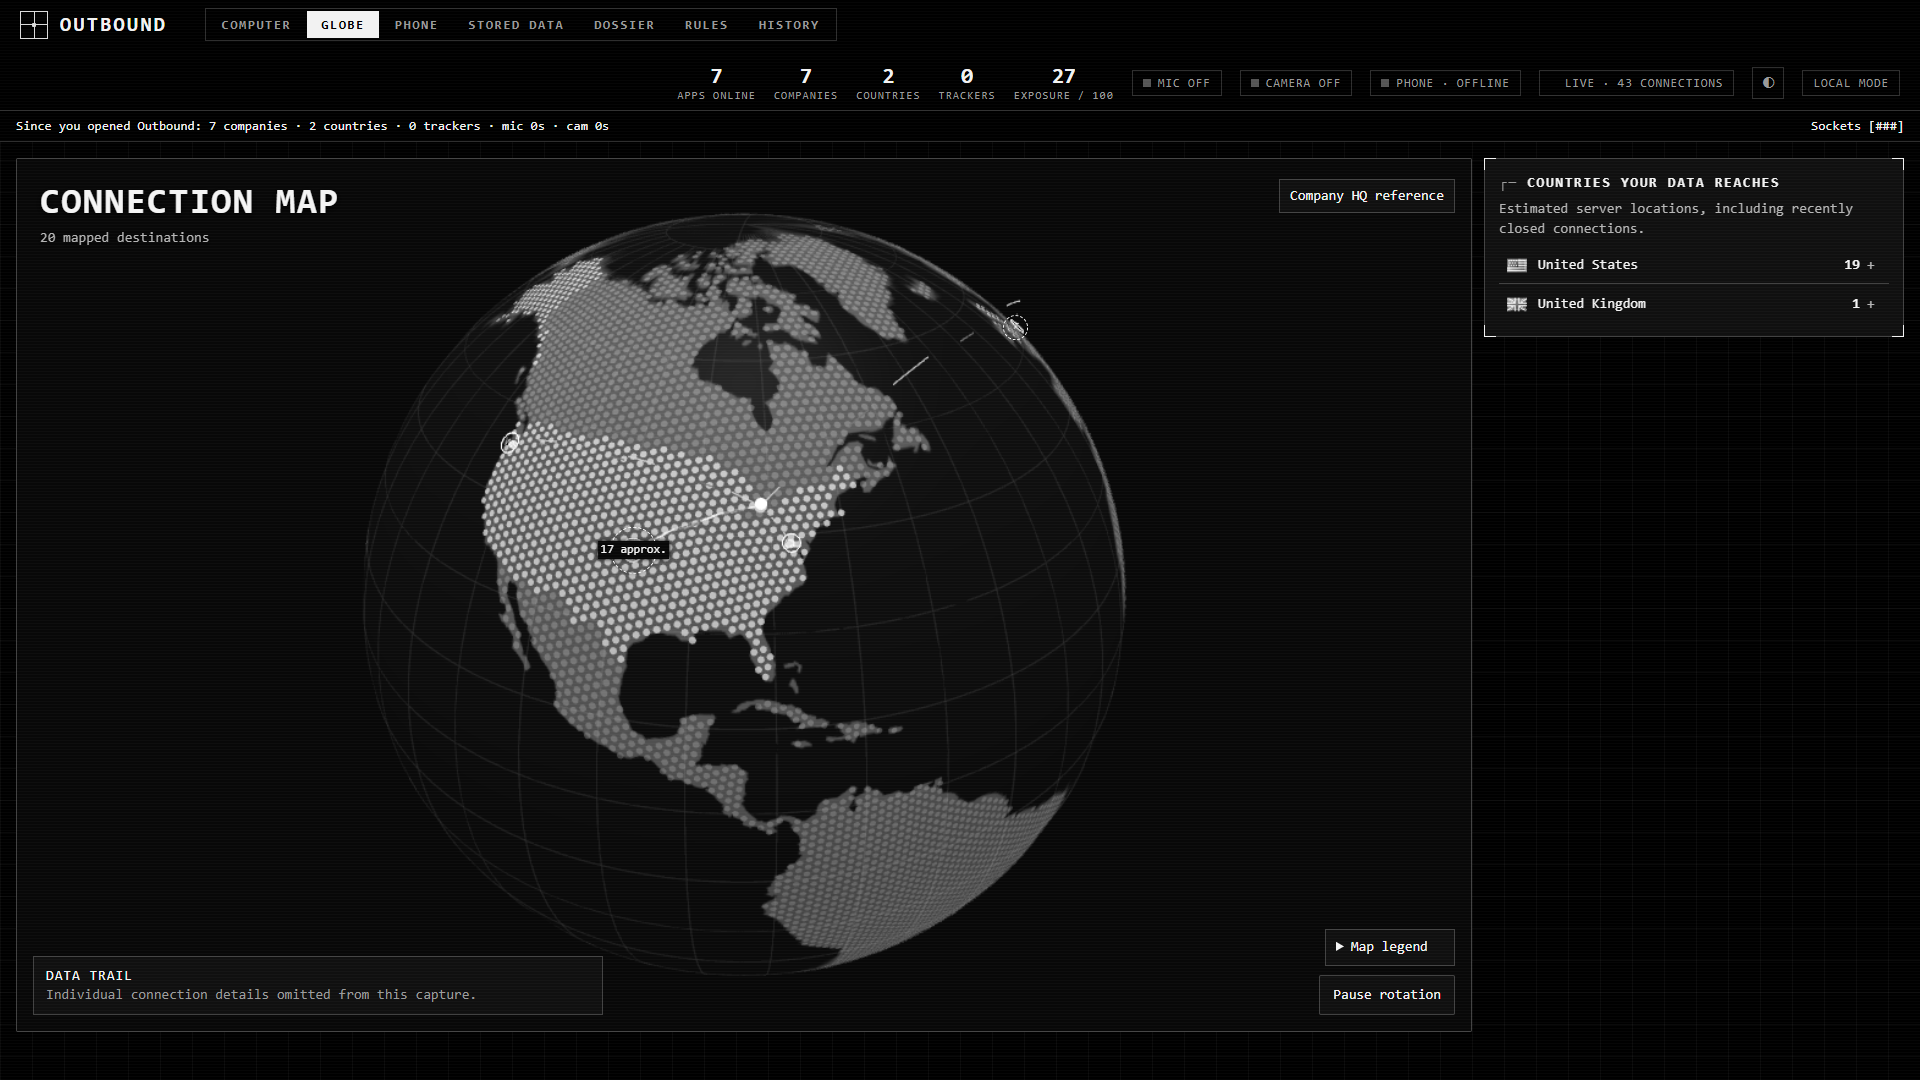 OUTBOUND
COMPUTER GLOBE PHONE STORED DATA DOSSIER RULES HISTORY
7 7 2 0 27
APPS ONLINE COMPANIES COUNTRIES TRACKERS EXPOSURE / 100
MIC OFF CAMERA OFF PHONE · OFFLINE LIVE · 43 CONNECTIONS LOCAL MODE
Since you opened Outbound: 7 companies · 2 countries · 0 trackers · mic 0s · cam 0s
Sockets [###]
CONNECTION MAP
20 mapped destinations
Company HQ reference
17 approx.
DATA TRAIL
Individual connection details omitted from this capture.
▶ Map legend
Pause rotation
┌─ COUNTRIES YOUR DATA REACHES
Estimated server locations, including recently
closed connections.
United States 19 +
United Kingdom 1 +